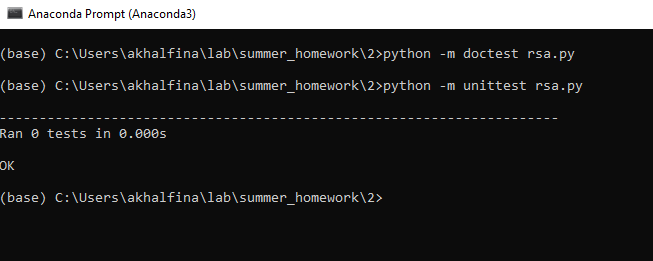 Anaconda Prompt (Anaconda3)
(base) C:\Users\akhalfina\lab\summer_homework\2>python -m doctest rsa.py
(base) C:\Users\akhalfina\lab\summer_homework\2>python -m unittest rsa.py
----------------------------------------------------------------------
Ran 0 tests in 0.000s
OK
(base) C:\Users\akhalfina\lab\summer_homework\2>